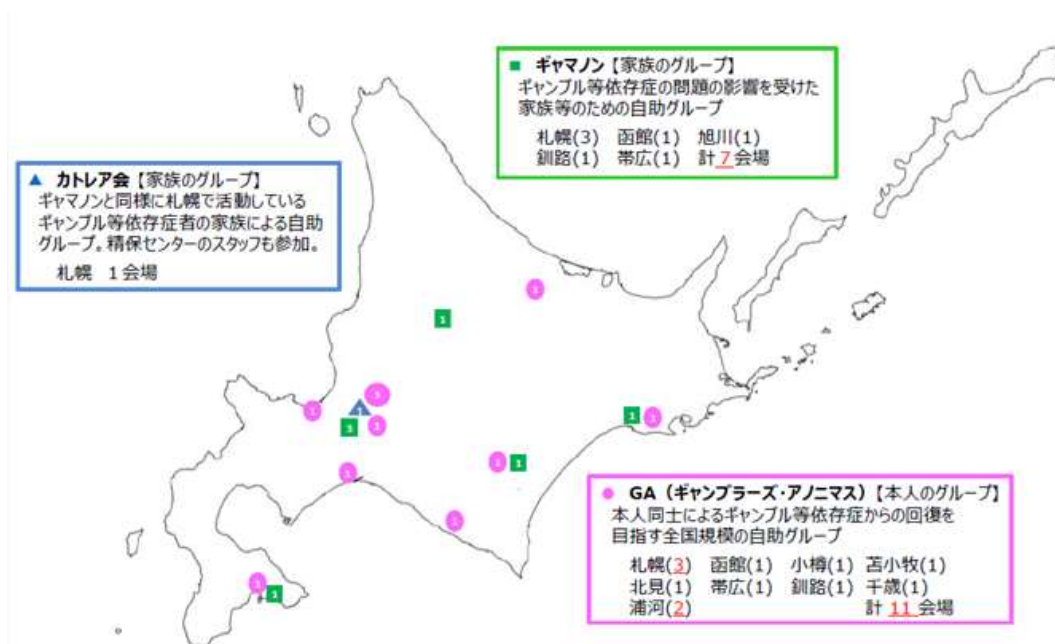 ■ ギャマノン【家族のグループ】
ギャンブル等依存症の問題の影響を受けた
家族等のための自助グループ
札幌(3) 函館(1) 旭川(1)
釧路(1) 帯広(1) 計 7 会場
▲ カトレア会【家族のグループ】
ギャマノンと同様に札幌で活動している
ギャンブル等依存症者の家族による自助
グループ。精保センターのスタッフも参加。
札幌 1会場
1
1
3
1
1
3
1
1
1
1
1
1
1
1
1
● GA（ギャンブラーズ・アノニマス）【本人のグループ】
本人同士によるギャンブル等依存症からの回復を
目指す全国規模の自助グループ
札幌(3) 函館(1) 小樽(1) 苫小牧(1)
北見(1) 帯広(1) 釧路(1) 千歳(1)
浦河(2) 計 11 会場